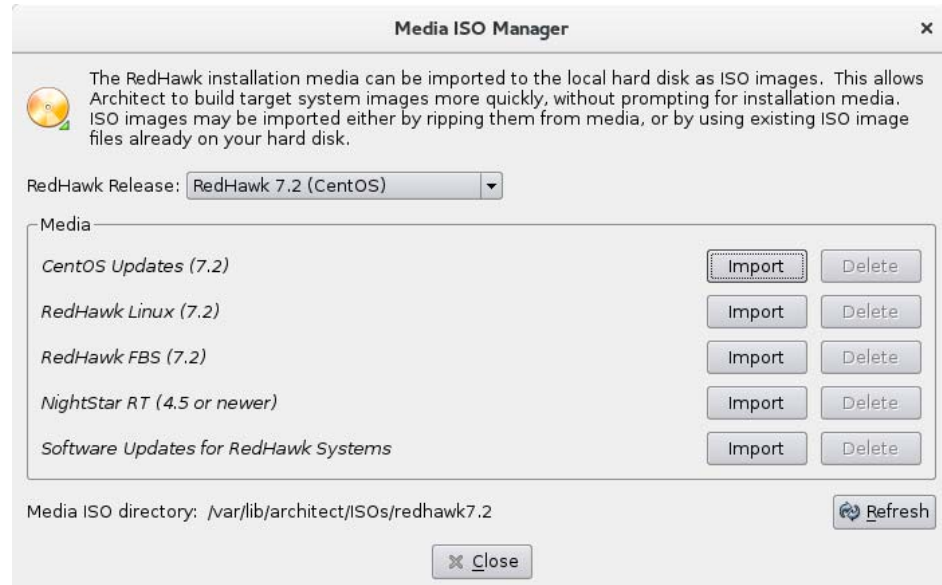 Media ISO Manager
The RedHawk installation media can be imported to the local hard disk as ISO images. This allows
Architect to build target system images more quickly, without prompting for installation media.
ISO images may be imported either by ripping them from media, or by using existing ISO image
files already on your hard disk.
RedHawk Release: RedHawk 7.2 (CentOS)
Media
CentOS Updates (7.2) Import Delete
RedHawk Linux (7.2) Import Delete
RedHawk FBS (7.2) Import Delete
NightStar RT (4.5 or newer) Import Delete
Software Updates for RedHawk Systems Import Delete
Media ISO directory: /var/lib/architect/ISOs/redhawk7.2 Refresh
Close